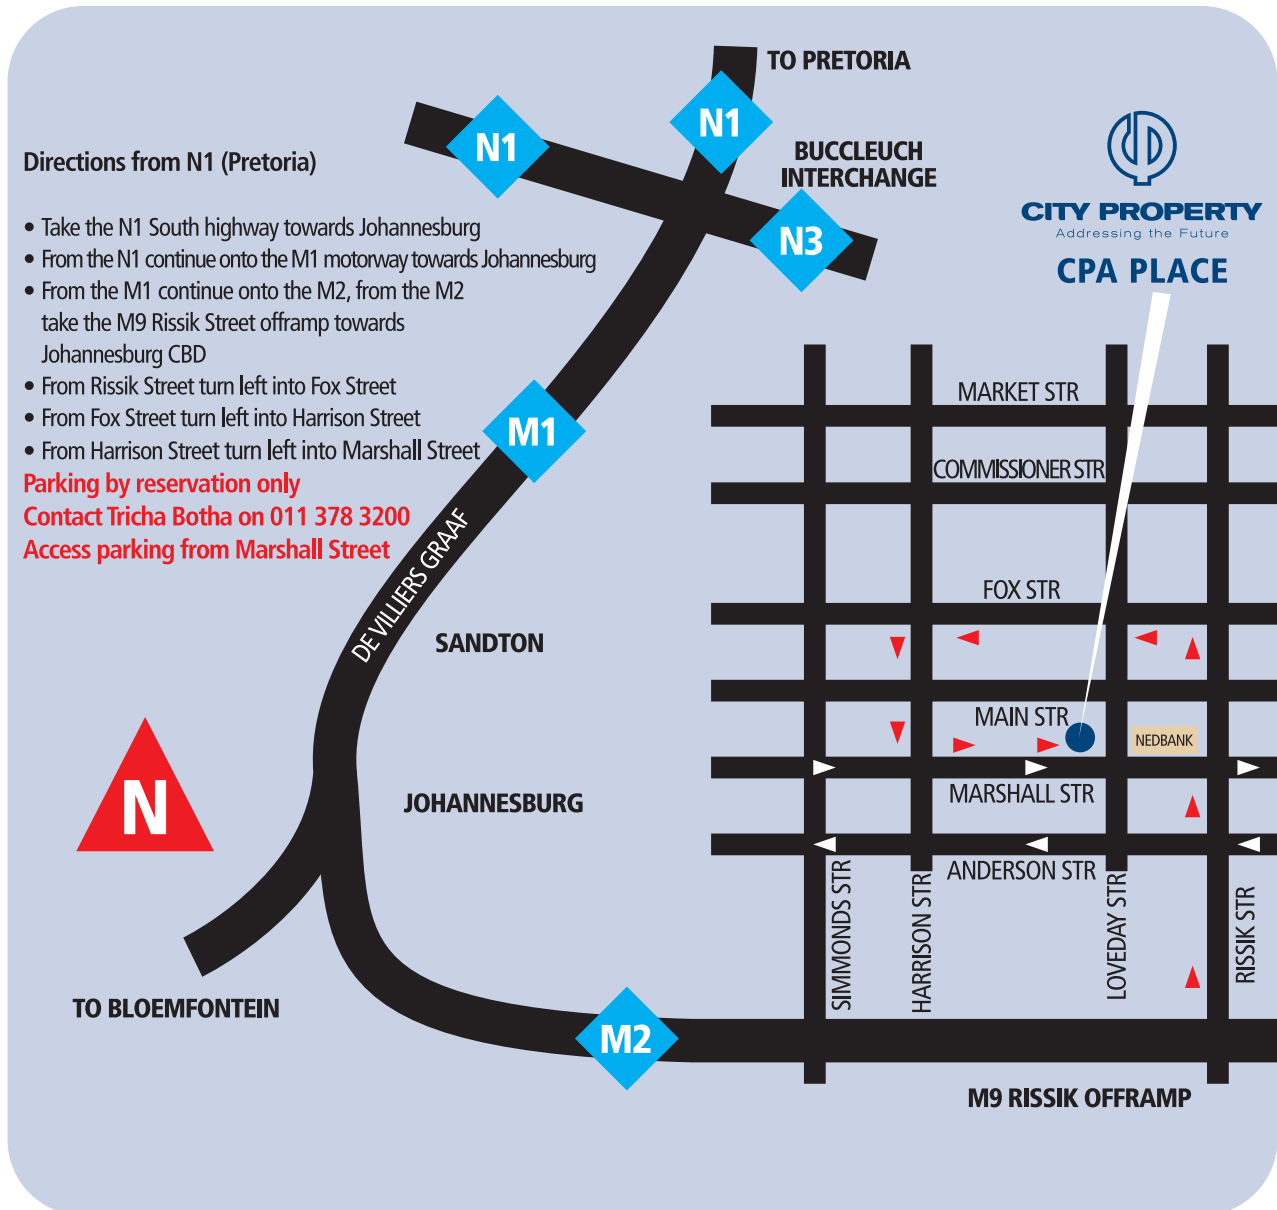 TO PRETORIA
N1
N1
Directions from N1 (Pretoria)
BUCCLEUCH
INTERCHANGE
N3
CITY PROPERTY
Addressing the Future
CPA PLACE
• Take the N1 South highway towards Johannesburg
• From the N1 continue onto the M1 motorway towards Johannesburg
• From the M1 continue onto the M2, from the M2
take the M9 Rissik Street offramp towards
Johannesburg CBD
• From Rissik Street turn left into Fox Street
• From Fox Street turn left into Harrison Street
• From Harrison Street turn left into Marshall Street
Parking by reservation only
Contact Tricha Botha on 011 378 3200
Access parking from Marshall Street
M1
DE VILLIERS GRAAF
SANDTON
JOHANNESBURG
N
TO BLOEMFONTEIN
M2
MARKET STR
COMMISSIONER STR
FOX STR
MAIN STR
NEDBANK
MARSHALL STR
ANDERSON STR
SIMMONDS STR
HARRISON STR
LOVEDAY STR
RISSIK STR
M9 RISSIK OFFRAMP